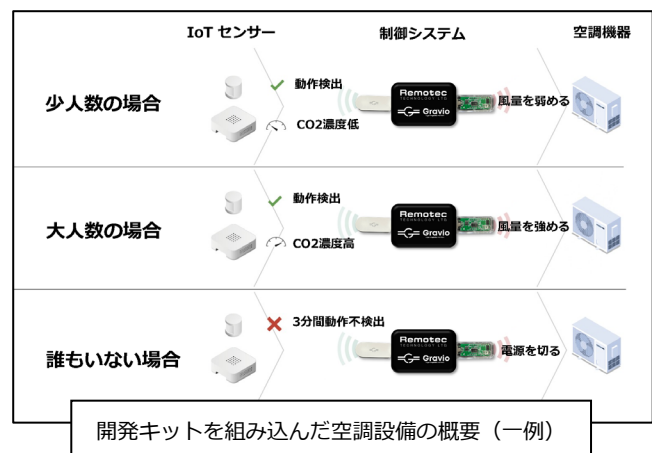 IoT センサー
制御システム
空調機器
少人数の場合
動作検出
CO2濃度低
Remotec
TECHNOLOGY LTD
Gravio
風量を弱める
大人数の場合
動作検出
CO2濃度高
Remotec
TECHNOLOGY LTD
Gravio
風量を強める
誰もいない場合
3分間動作不検出
Remotec
TECHNOLOGY LTD
Gravio
電源を切る
開発キットを組み込んだ空調設備の概要（一例）